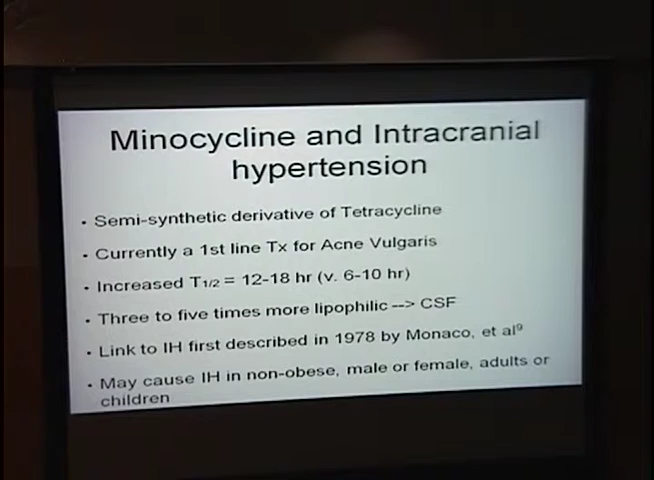 Minocycline and Intracranial
hypertension
• Semi-synthetic derivative of Tetracycline
• Currently a 1st line Tx for Acne Vulgaris
• Increased T1/2 = 12-18 hr (v. 6-10 hr)
• Three to five times more lipophilic --> CSF
• Link to IH first described in 1978 by Monaco, et al⁹
• May cause IH in non-obese, male or female, adults or
children